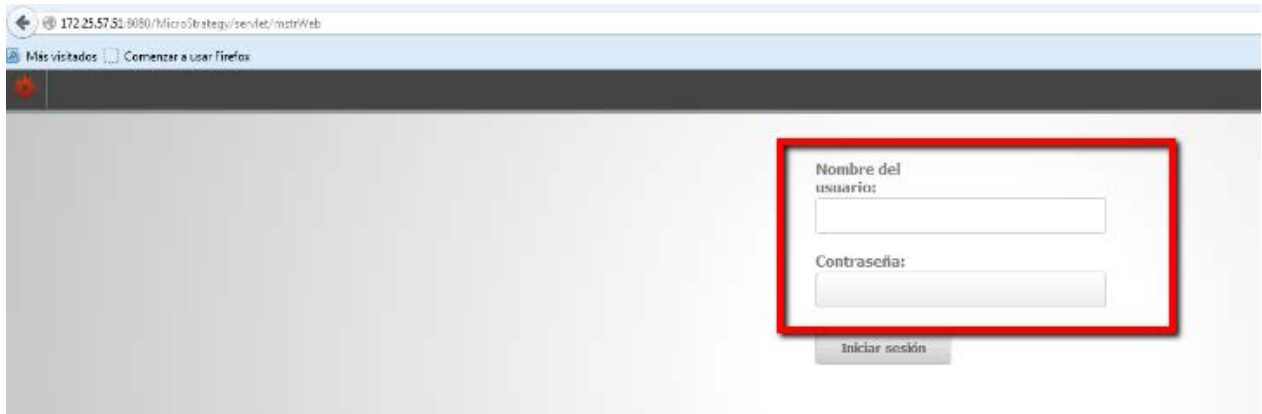 172.25.57.51:8080/MicroStrategy/servlet/mstrWeb
Más visitados Comenzar a usar Firefox
Nombre del
usuario:
Contraseña:
Iniciar sesión